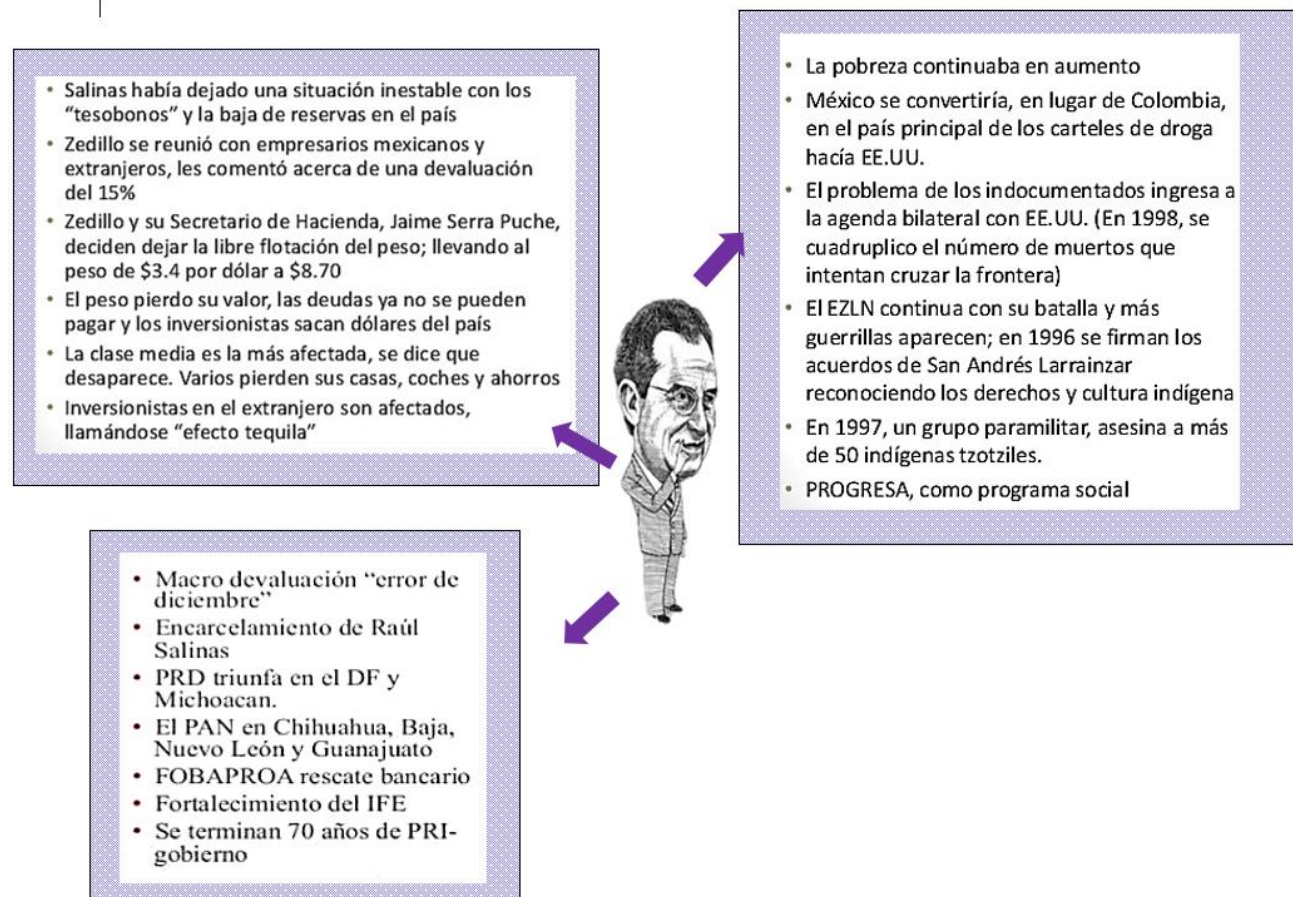 • Salinas había dejado una situación inestable con los
“tesobonos” y la baja de reservas en el país
• Zedillo se reunió con empresarios mexicanos y
extranjeros, les comentó acerca de una devaluación
del 15%
• Zedillo y su Secretario de Hacienda, Jaime Serra Puche,
deciden dejar la libre flotación del peso; llevando al
peso de $3.4 por dólar a $8.70
• El peso pierdo su valor, las deudas ya no se pueden
pagar y los inversionistas sacan dólares del país
• La clase media es la más afectada, se dice que
desaparece. Varios pierden sus casas, coches y ahorros
• Inversionistas en el extranjero son afectados,
llamándose “efecto tequila”
• La pobreza continuaba en aumento
• México se convertiría, en lugar de Colombia,
en el país principal de los carteles de droga
hacía EE.UU.
• El problema de los indocumentados ingresa a
la agenda bilateral con EE.UU. (En 1998, se
cuadruplico el número de muertos que
intentan cruzar la frontera)
• El EZLN continua con su batalla y más
guerrillas aparecen; en 1996 se firman los
acuerdos de San Andrés Larrainzar
reconociendo los derechos y cultura indígena
• En 1997, un grupo paramilitar, asesina a más
de 50 indígenas tzotziles.
• PROGRESA, como programa social
• Macro devaluación “error de
diciembre”
• Encarcelamiento de Raúl
Salinas
• PRD triunfa en el DF y
Michoacan.
• El PAN en Chihuahua, Baja,
Nuevo León y Guanajuato
• FOBAPROA rescate bancario
• Fortalecimiento del IFE
• Se terminan 70 años de PRI-
gobierno